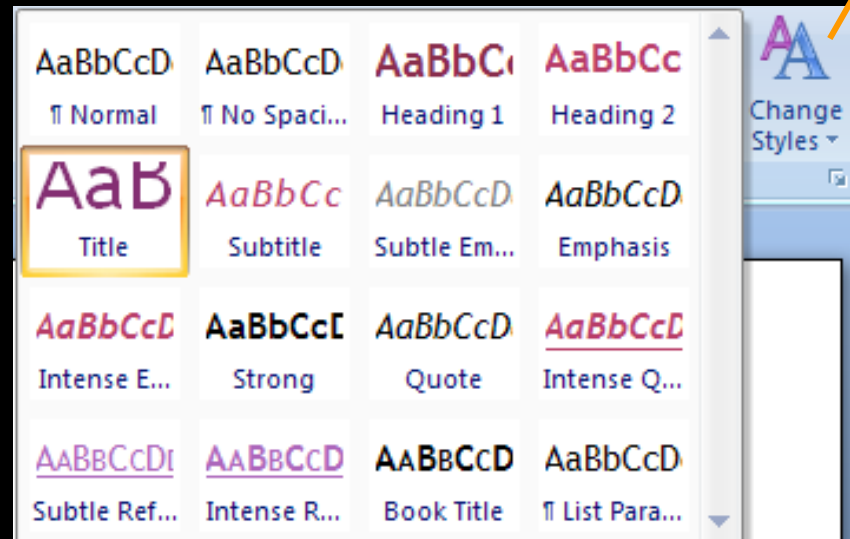 AaBbCcD AaBbCcD AaBbC AaBbCc
¶ Normal ¶ No Spaci... Heading 1 Heading 2
Change
Styles
AaB AaBbCc AaBbCcD AaBbCcD
Title Subtitle Subtle Em... Emphasis
AaBbCcD AaBbCcD AaBbCcD AaBbCcD
Intense E... Strong Quote Intense Q...
AABBCCDD AABBCCD AABBCCD AaBbCcD
Subtle Ref... Intense R... Book Title ¶ List Para...